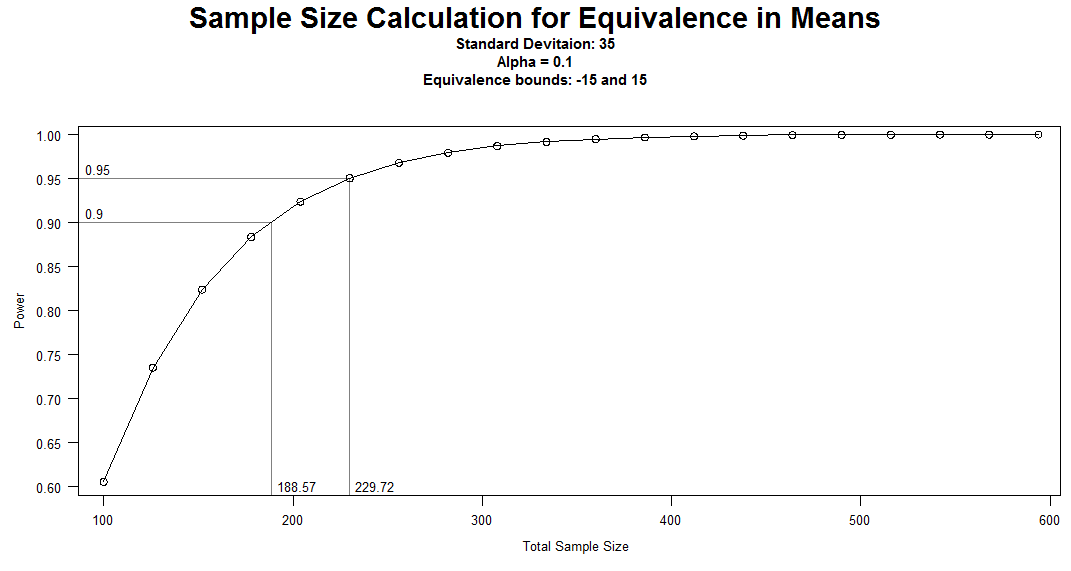 Sample Size Calculation for Equivalence in Means
Standard Devitaion: 35
Alpha = 0.1
Equivalence bounds: -15 and 15
1.00
0.95
0.95
0.90
0.9
0.85
0.80
0.75
0.70
0.65
0.60
Power
188.57 229.72
100 200 300 400 500 600
Total Sample Size